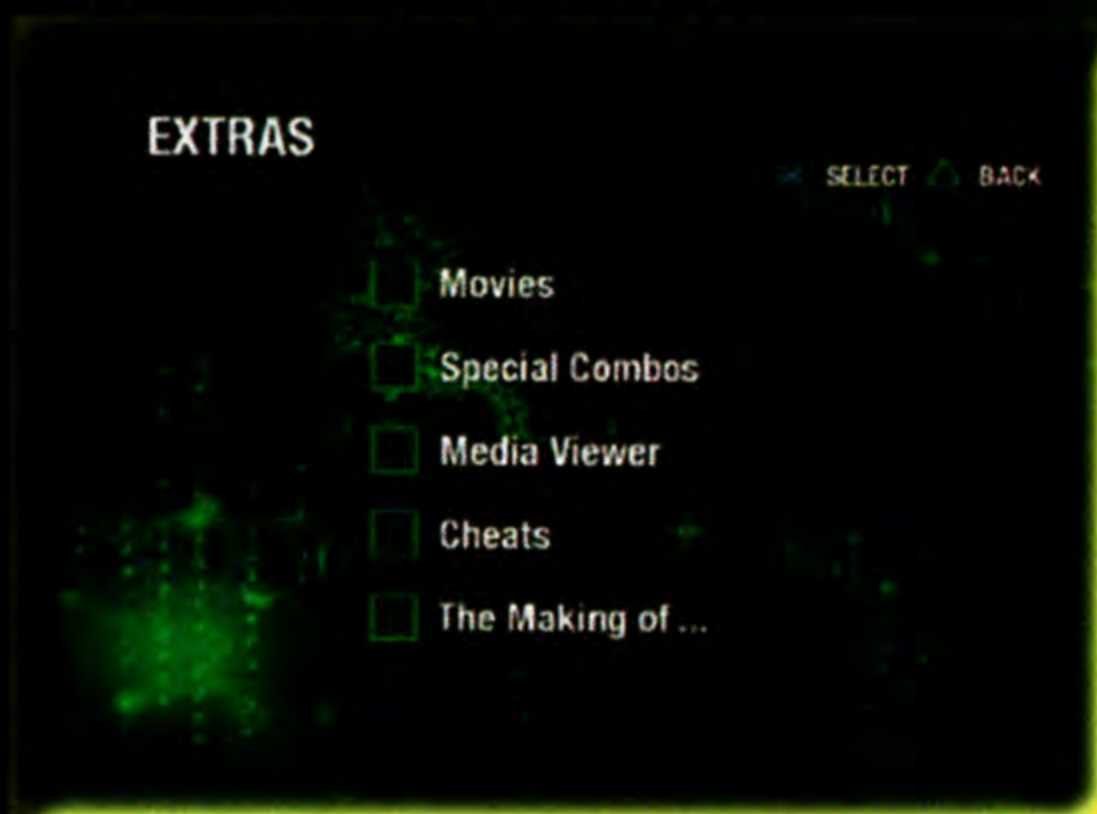 EXTRAS
SELECT BACK
Movies
Special Combos
Media Viewer
Cheats
The Making of ...